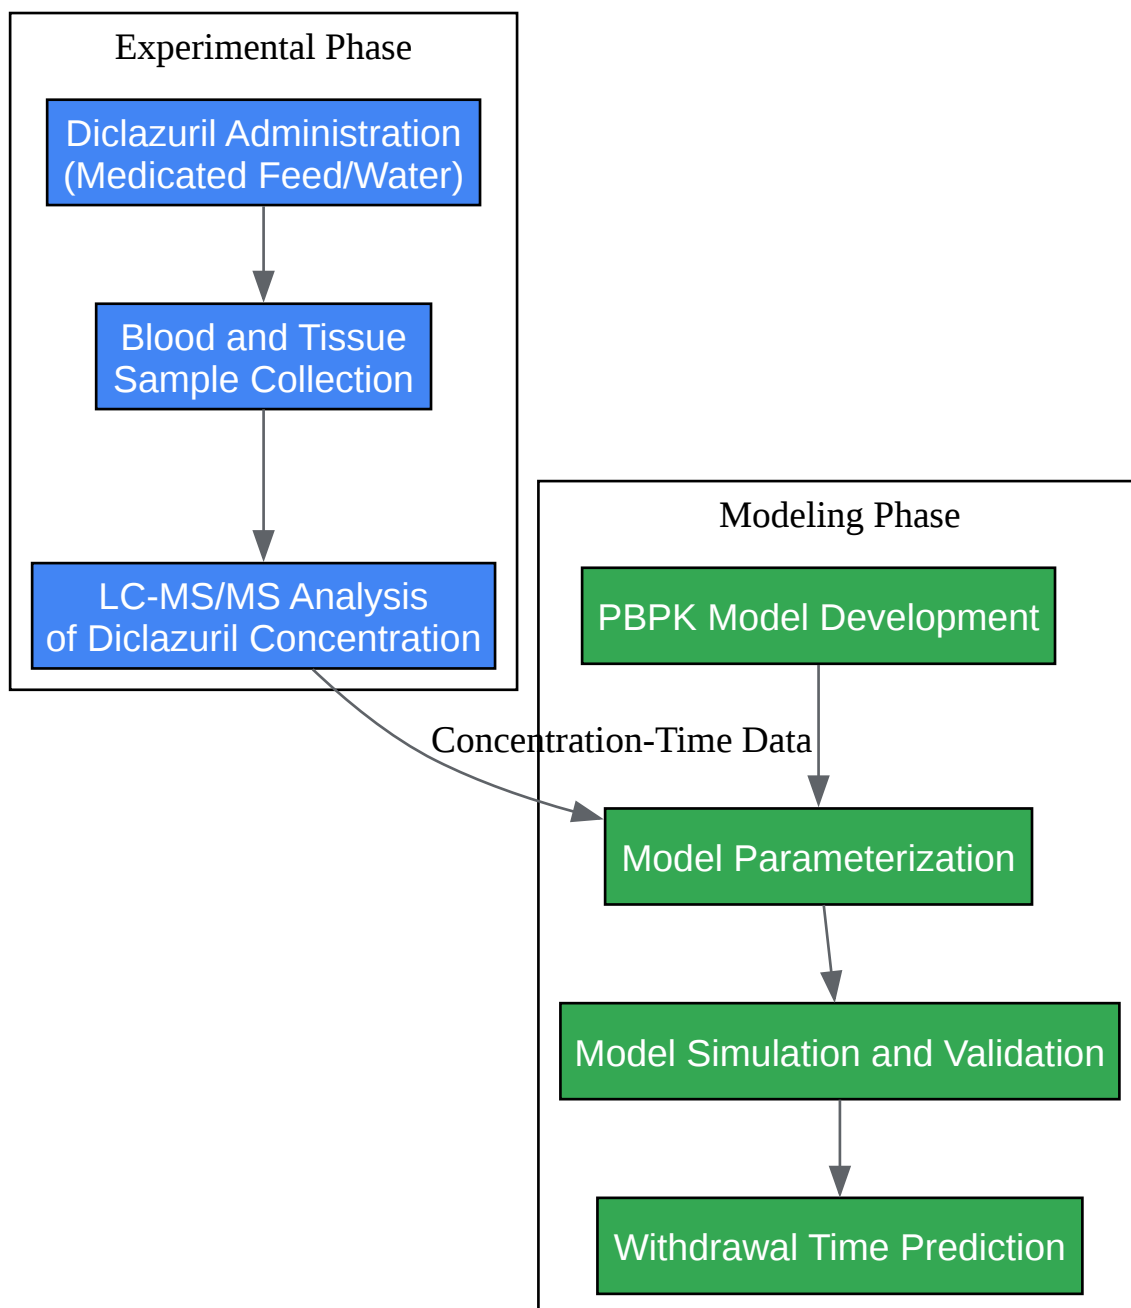 Experimental Phase
Diclazuril Administration
(Medicated Feed/Water)
Blood and Tissue
Sample Collection
LC-MS/MS Analysis
of Diclazuril Concentration
Modeling Phase
PBPK Model Development
Concentration-Time Data
Model Parameterization
Model Simulation and Validation
Withdrawal Time Prediction